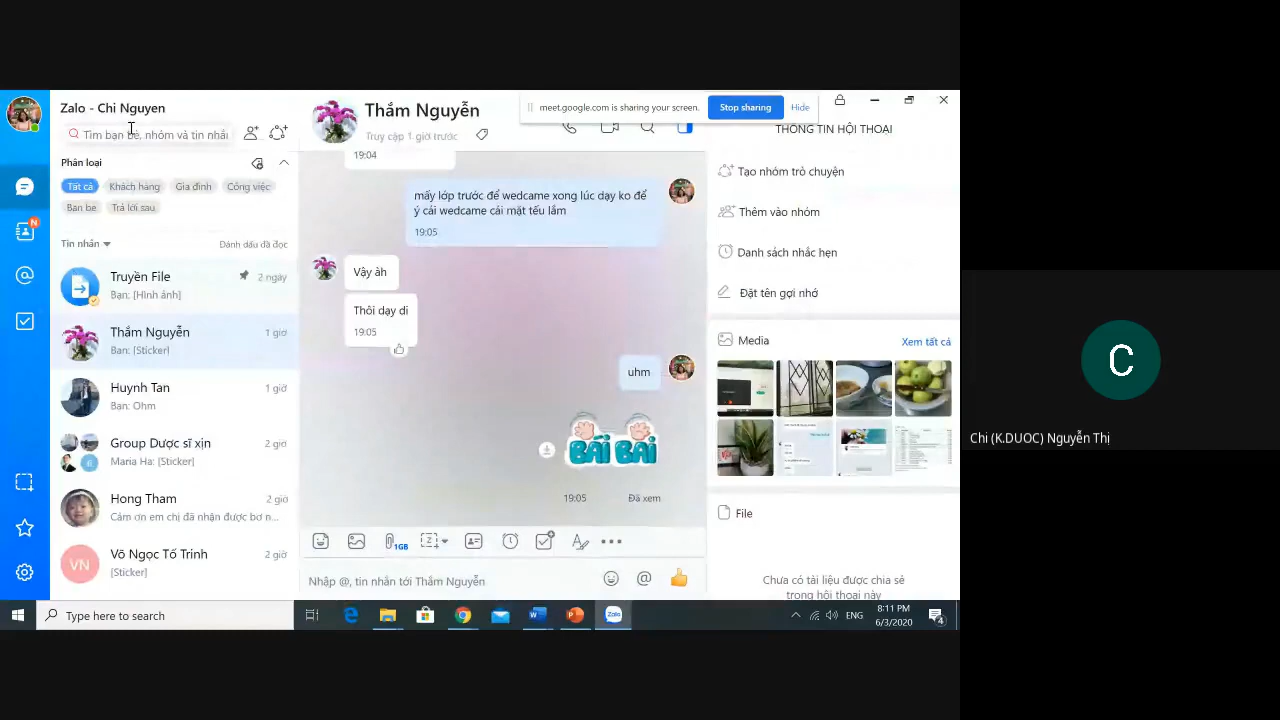 Zalo - Chi Nguyen
Tìm bạn bè, nhóm và tin nhắn
Phân loại
Tất cả
Khách hàng
Gia đình
Công việc
Bạn bè
Trả lời sau
Tin nhắn
Đánh dấu đã đọc
Truyền File
2 ngày
Bạn: [Hình ảnh]
Thắm Nguyễn
1 giờ
Bạn: [Sticker]
Huynh Tan
1 giờ
Bạn: Ohm
Group Dược sĩ xịn
2 giờ
Maria Ha: [Sticker]
Hong Tham
2 giờ
Cảm ơn em chị đã nhận được bơ n...
VN
Võ Ngọc Tố Trinh
2 giờ
[Sticker]
Thắm Nguyễn
Truy cập 1 giờ trước
meet.google.com is sharing your screen.
Stop sharing
Hide
19:04
mấy lớp trước để wedcame xong lúc dạy ko để
ý cái wedcame cái mặt tếu lắm
19:05
Vậy àh
Thôi dạy di
19:05
uhm
BAI BAI
19:05
Đã xem
1GB
Nhập @, tin nhắn tới Thắm Nguyễn
THÔNG TIN HỘI THOẠI
Tạo nhóm trò chuyện
Thêm vào nhóm
Danh sách nhắc hẹn
Đặt tên gợi nhớ
Media
Xem tất cả
File
Chưa có tài liệu được chia sẻ
trong hội thoại này
Type here to search
Zalo
ENG
8:11 PM
6/3/2020
4
C
Chi (K.DUOC) Nguyễn Thị